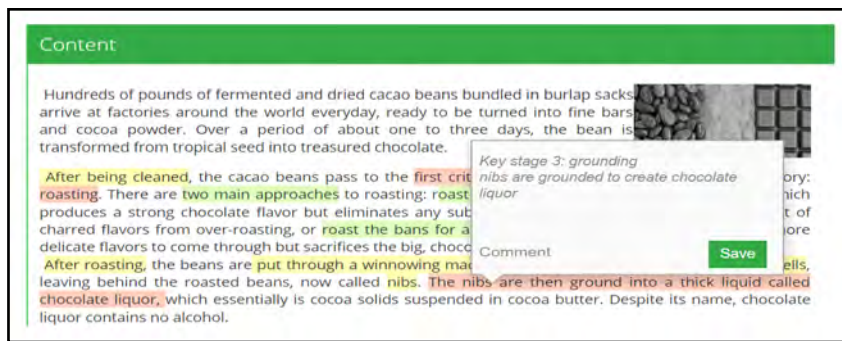 Content
Hundreds of pounds of fermented and dried cacao beans bundled in burlap sacks
arrive at factories around the world everyday, ready to be turned into fine bars
and cocoa powder. Over a period of about one to three days, the bean is
transformed from tropical seed into treasured chocolate.
After being cleaned, the cacao beans pass to the first crit
ory:
roasting. There are two main approaches to roasting: roast
hich
produces a strong chocolate flavor but eliminates any sub
t of
charred flavors from over-roasting, or roast the bans for a
ore
delicate flavors to come through but sacrifices the big, choco
After roasting, the beans are put through a winnowing mac
ells,
leaving behind the roasted beans, now called nibs. The nibs are then ground into a thick liquid called
chocolate liquor, which essentially is cocoa solids suspended in cocoa butter. Despite its name, chocolate
liquor contains no alcohol.
Key stage 3: grounding
nibs are grounded to create chocolate
liquor
Comment
Save